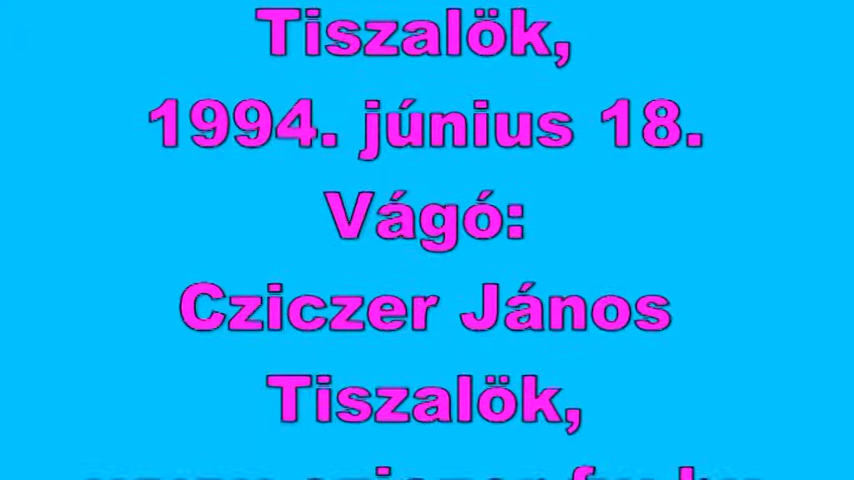 Tiszalök,
1994. június 18.
Vágó:
Cziczer János
Tiszalök,